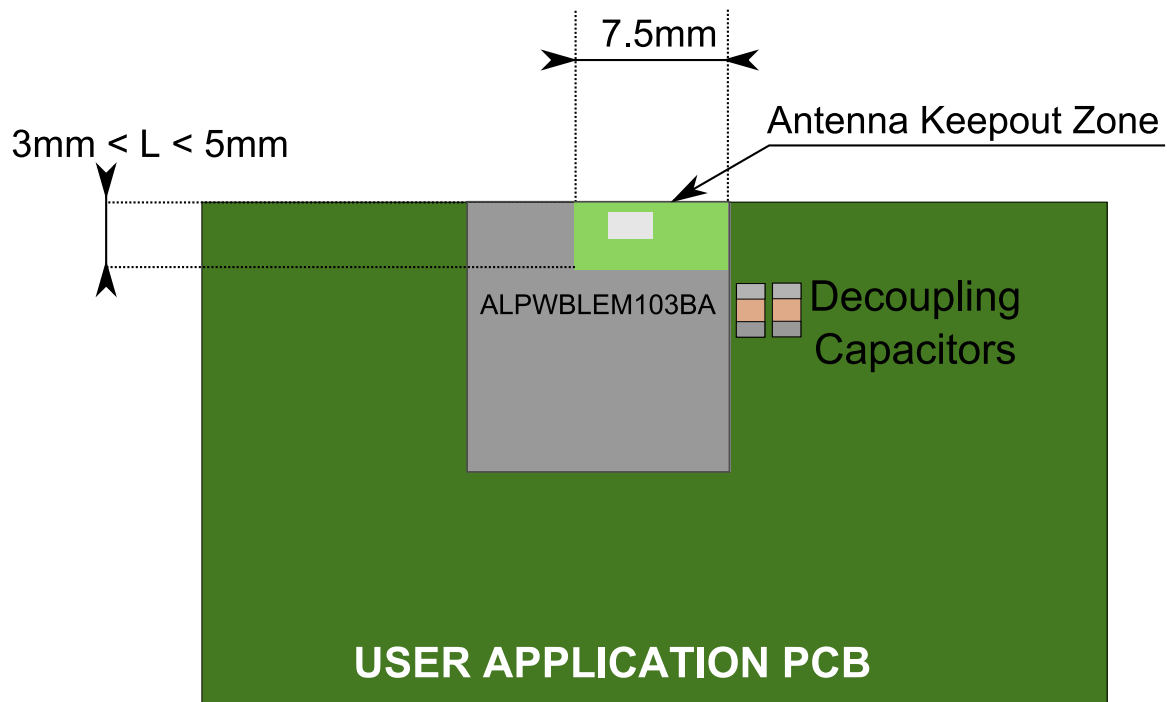 7.5mm
Antenna Keepout Zone
3mm < L < 5mm
ALPWBLEM103BA
Decoupling
Capacitors
USER APPLICATION PCB